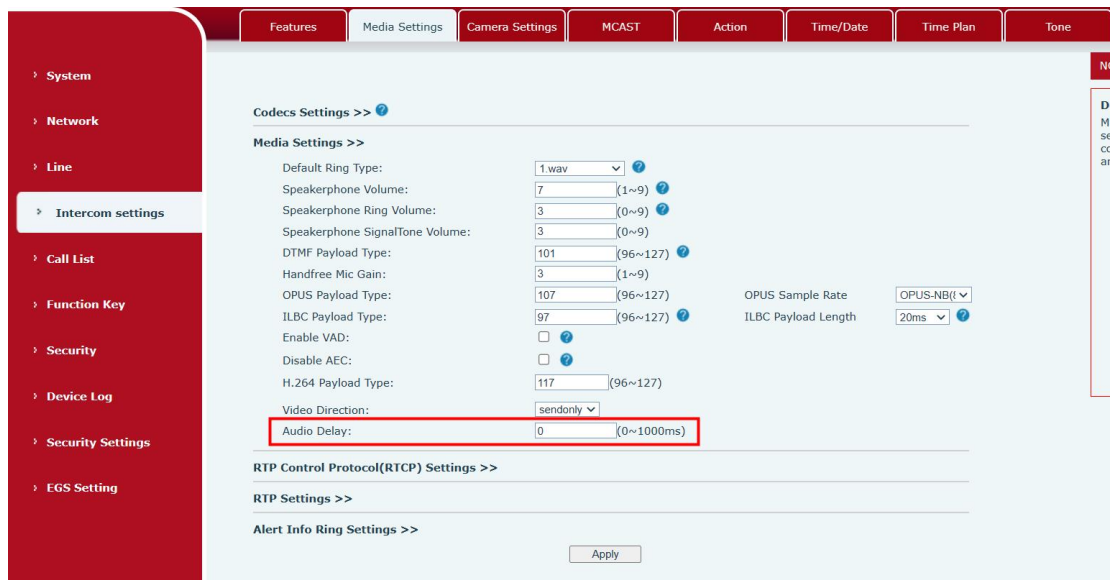 Features Media Settings Camera Settings MCAST Action Time/Date Time Plan Tone
System
Network
Line
Intercom settings
Call List
Function Key
Security
Device Log
Security Settings
EGS Setting
Codecs Settings >> ?
Media Settings >>
Default Ring Type: 1.wav ?
Speakerphone Volume: 7 (1~9) ?
Speakerphone Ring Volume: 3 (0~9) ?
Speakerphone SignalTone Volume: 3 (0~9)
DTMF Payload Type: 101 (96~127) ?
Handfree Mic Gain: 3 (1~9)
OPUS Payload Type: 107 (96~127) OPUS Sample Rate OPUS-NB(
ILBC Payload Type: 97 (96~127) ? ILBC Payload Length 20ms ?
Enable VAD: ?
Disable AEC: ?
H.264 Payload Type: 117 (96~127)
Video Direction: sendonly
Audio Delay: 0 (0~1000ms)
RTP Control Protocol(RTCP) Settings >>
RTP Settings >>
Alert Info Ring Settings >>
Apply